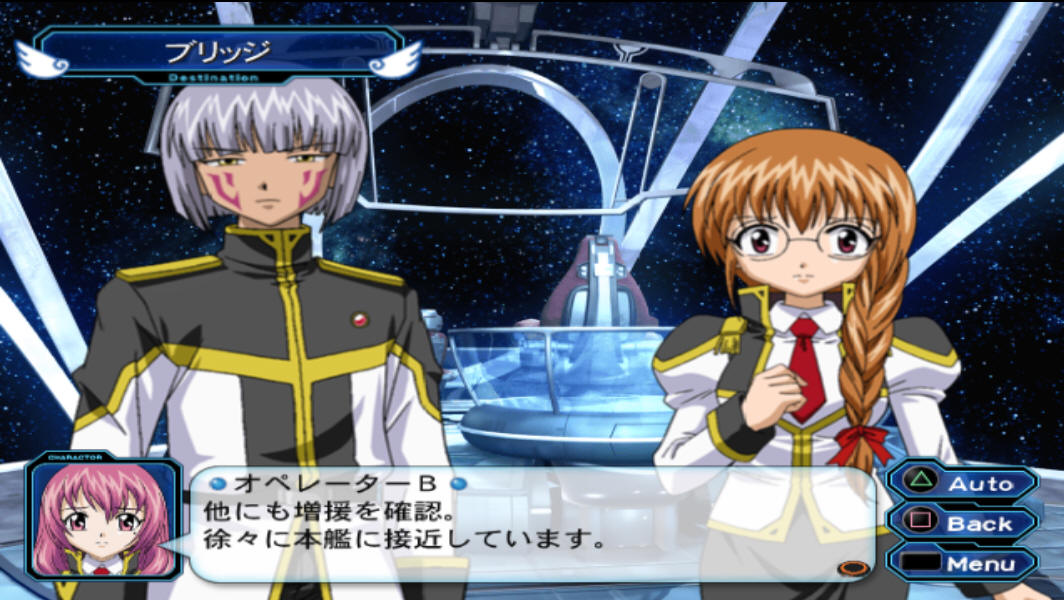 ブリッジ
Destination
CHARACTOR
オペレーターB
他にも増援を確認。
徐々に本艦に接近しています。
Auto
Back
Menu